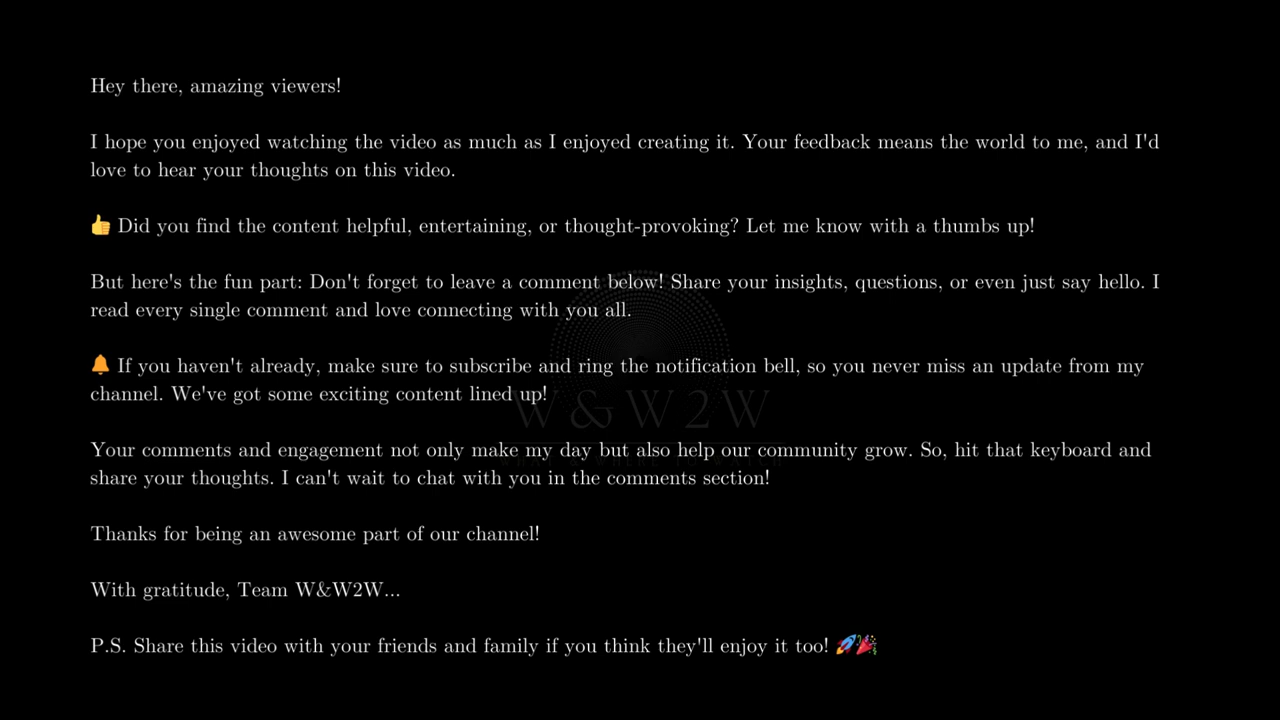 Hey there, amazing viewers!
I hope you enjoyed watching the video as much as I enjoyed creating it. Your feedback means the world to me, and I'd
love to hear your thoughts on this video.
👍 Did you find the content helpful, entertaining, or thought-provoking? Let me know with a thumbs up!
But here's the fun part: Don't forget to leave a comment below! Share your insights, questions, or even just say hello. I
read every single comment and love connecting with you all.
🔔 If you haven't already, make sure to subscribe and ring the notification bell, so you never miss an update from my
channel. We've got some exciting content lined up!
W&W2W
Your comments and engagement not only make my day but also help our community grow. So, hit that keyboard and
share your thoughts. I can't wait to chat with you in the comments section!
Thanks for being an awesome part of our channel!
With gratitude, Team W&W2W...
P.S. Share this video with your friends and family if you think they'll enjoy it too! 🚀🎉